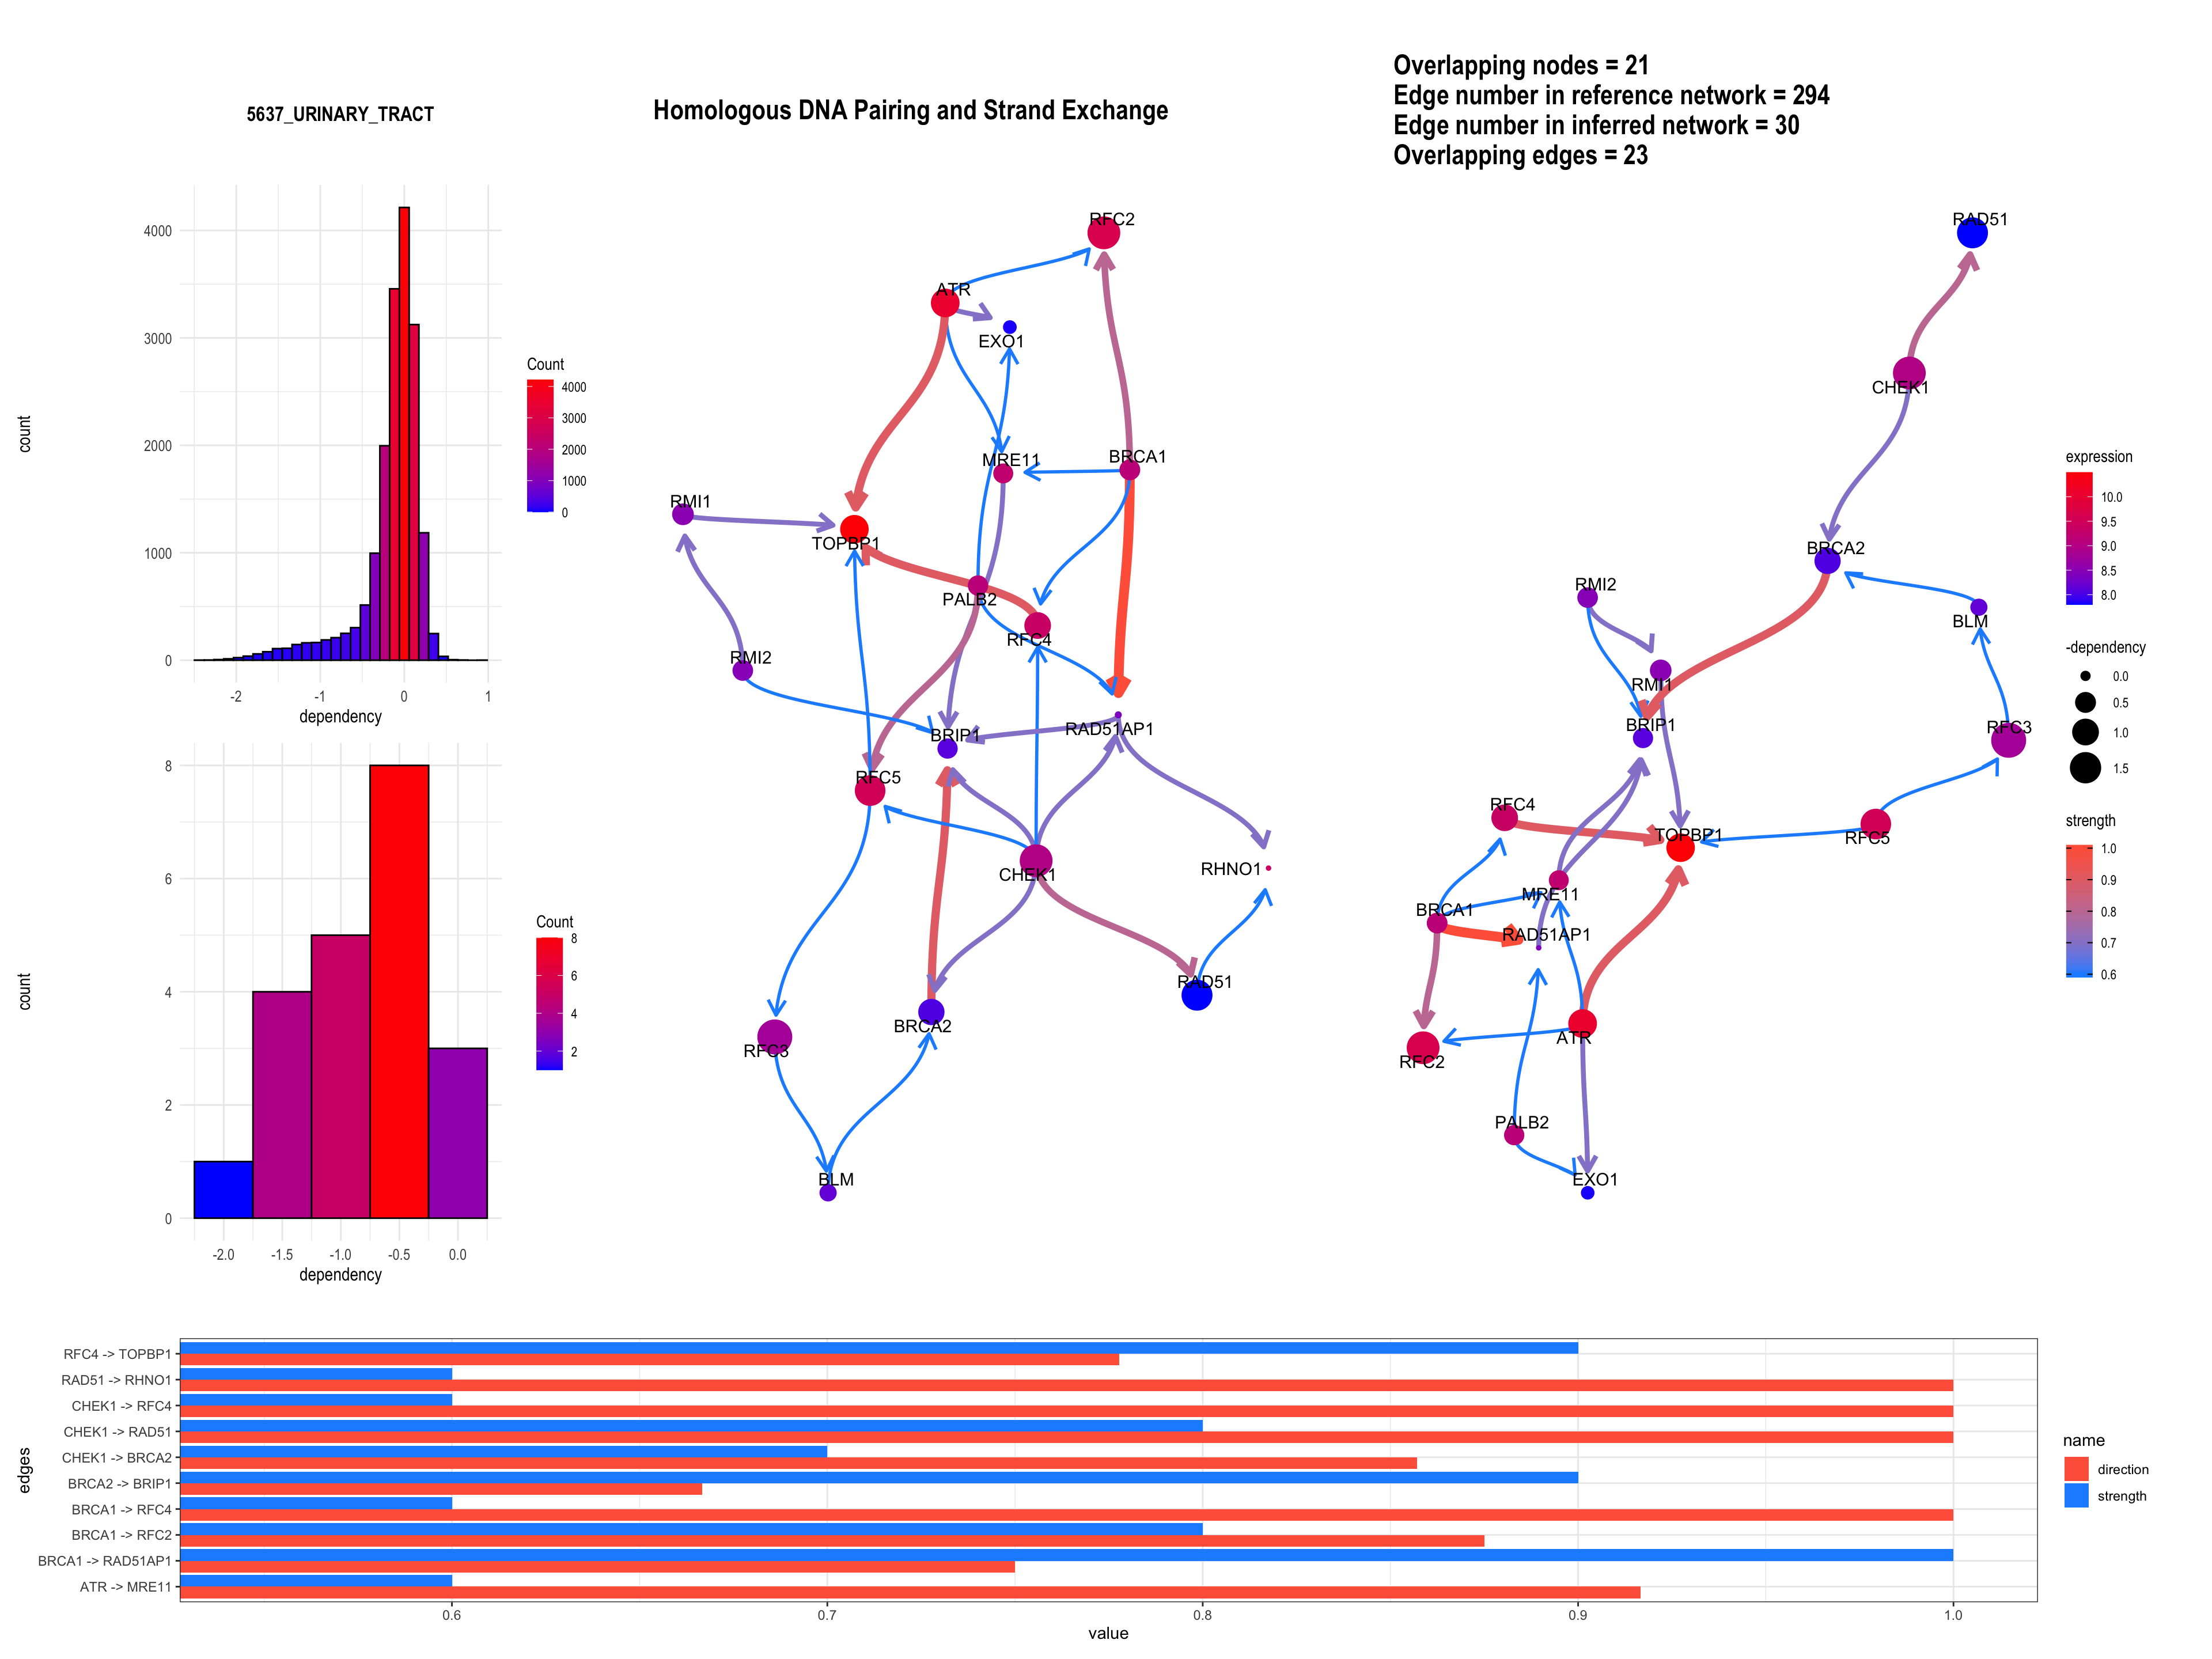 Overlapping nodes = 21
Edge number in reference network = 294
Edge number in inferred network = 30
Overlapping edges = 23
5637_URINARY_TRACT
Homologous DNA Pairing and Strand Exchange
4000
3000
2000
1000
0
count
-2
-1
0
1
dependency
Count
4000
3000
2000
1000
0
8
6
4
2
0
count
-2.0
-1.5
-1.0
-0.5
0.0
dependency
Count
8
6
4
2
RFC2
ATR
EXO1
MRE11
BRCA1
RMI1
TOPBP1
PALB2
RFC4
RMI2
RAD51AP1
BRIP1
RFC5
RHNO1
CHEK1
RAD51
BRCA2
RFC3
BLM
RAD51
CHEK1
BRCA2
RMI2
BLM
RMI1
BRIP1
RFC3
RFC4
TOPBP1
RFC5
MRE11
BRCA1
RAD51AP1
ATR
RFC2
PALB2
EXO1
expression
10.0
9.5
9.0
8.5
8.0
-dependency
0.0
0.5
1.0
1.5
strength
1.0
0.9
0.8
0.7
0.6
edges
RFC4 -> TOPBP1
RAD51 -> RHNO1
CHEK1 -> RFC4
CHEK1 -> RAD51
CHEK1 -> BRCA2
BRCA2 -> BRIP1
BRCA1 -> RFC4
BRCA1 -> RFC2
BRCA1 -> RAD51AP1
ATR -> MRE11
0.6
0.7
0.8
0.9
1.0
value
name
direction
strength